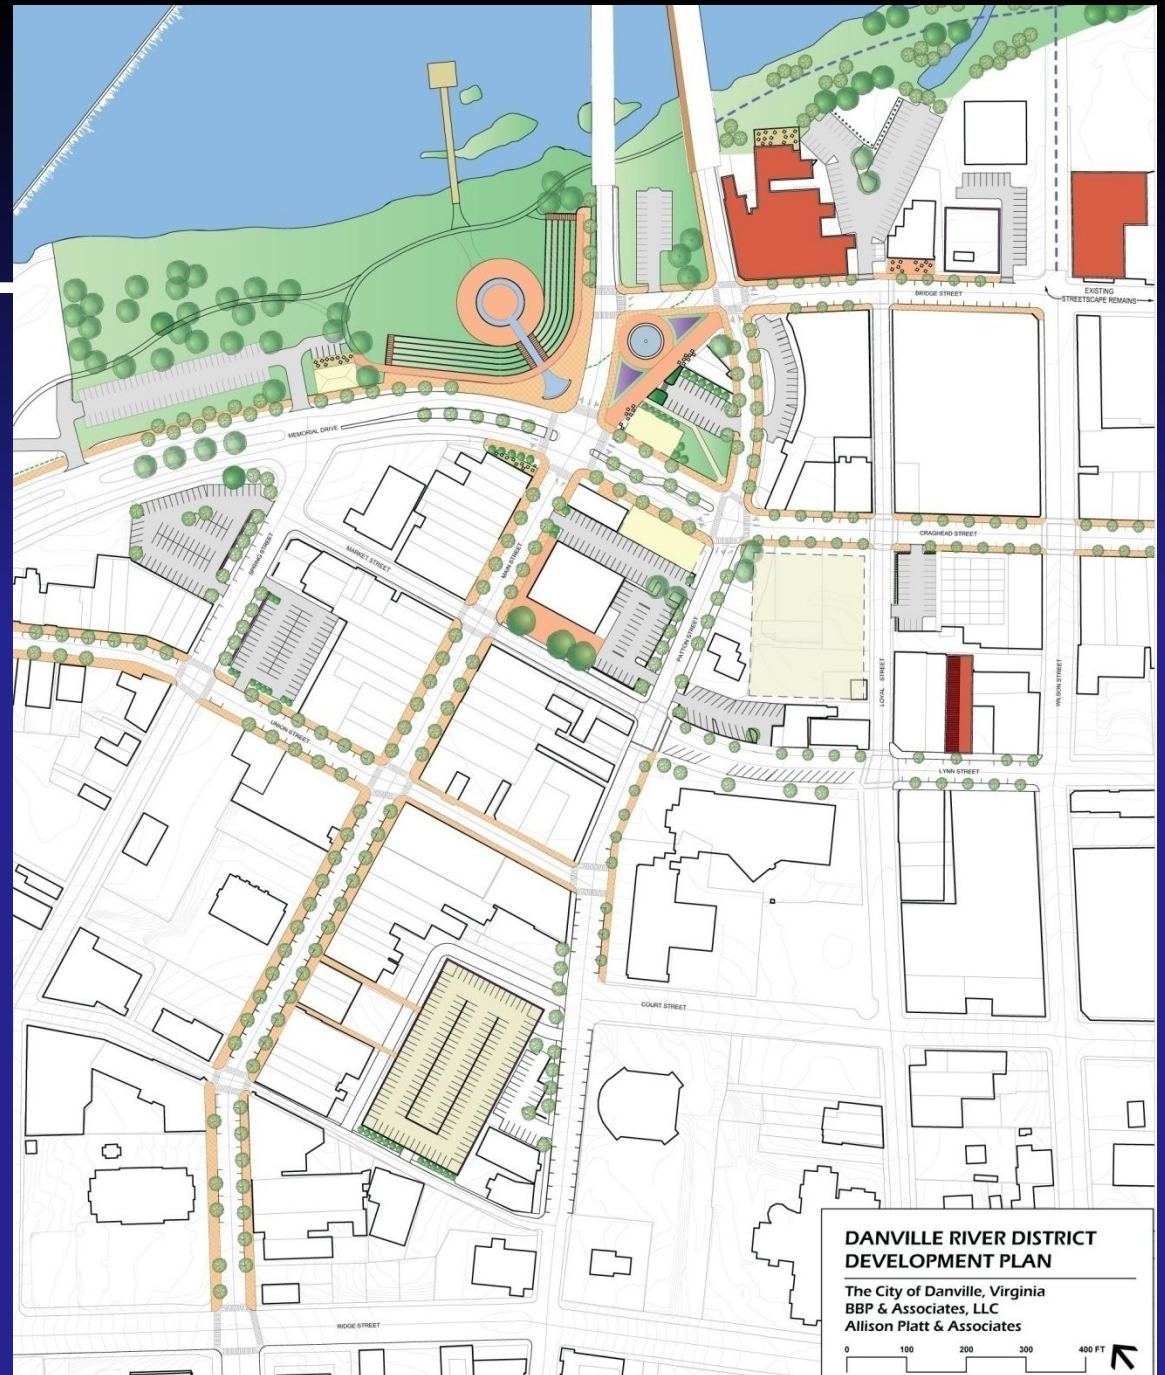 BRIDGE STREET
EXISTING
STREETSCAPE REMAINS
MEMORIAL DRIVE
CRAGHEAD STREET
SPRING STREET
MARKET STREET
MAIN STREET
PATTON STREET
LOYAL STREET
WILSON STREET
UNION STREET
LYNN STREET
COURT STREET
RIDGE STREET
DANVILLE RIVER DISTRICT
DEVELOPMENT PLAN
The City of Danville, Virginia
BBP & Associates, LLC
Allison Platt & Associates
0 100 200 300 400 FT